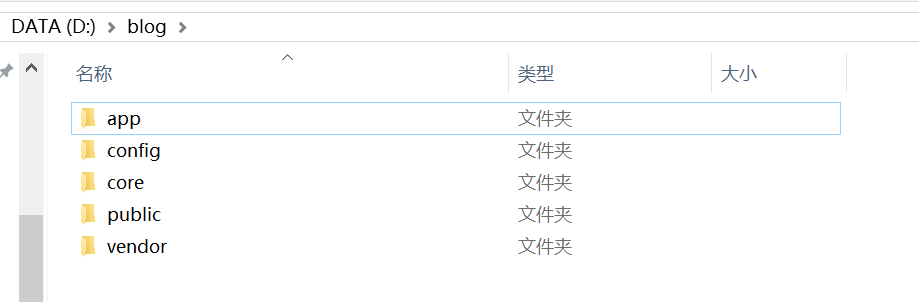 DATA (D:) > blog >
名称 类型 大小
app 文件夹
config 文件夹
core 文件夹
public 文件夹
vendor 文件夹